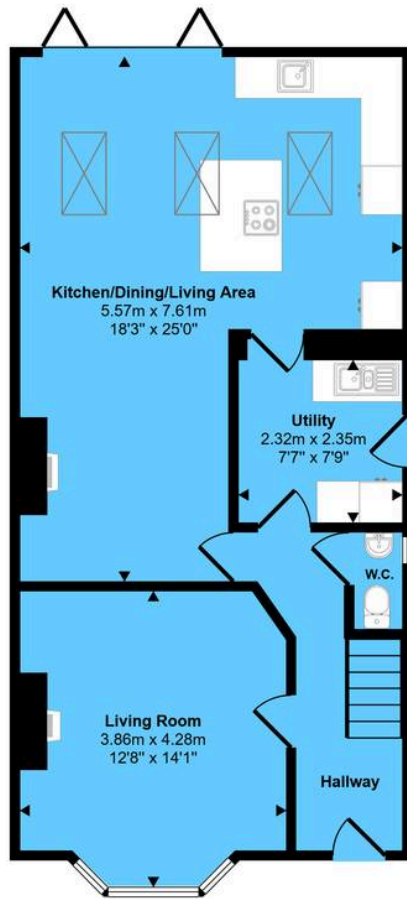 Kitchen/Dining/Living Area
5.57m x 7.61m
18'3" x 25'0"
Utility
2.32m x 2.35m
7'7" x 7'9"
W.C.
Living Room
3.86m x 4.28m
12'8" x 14'1"
Hallway